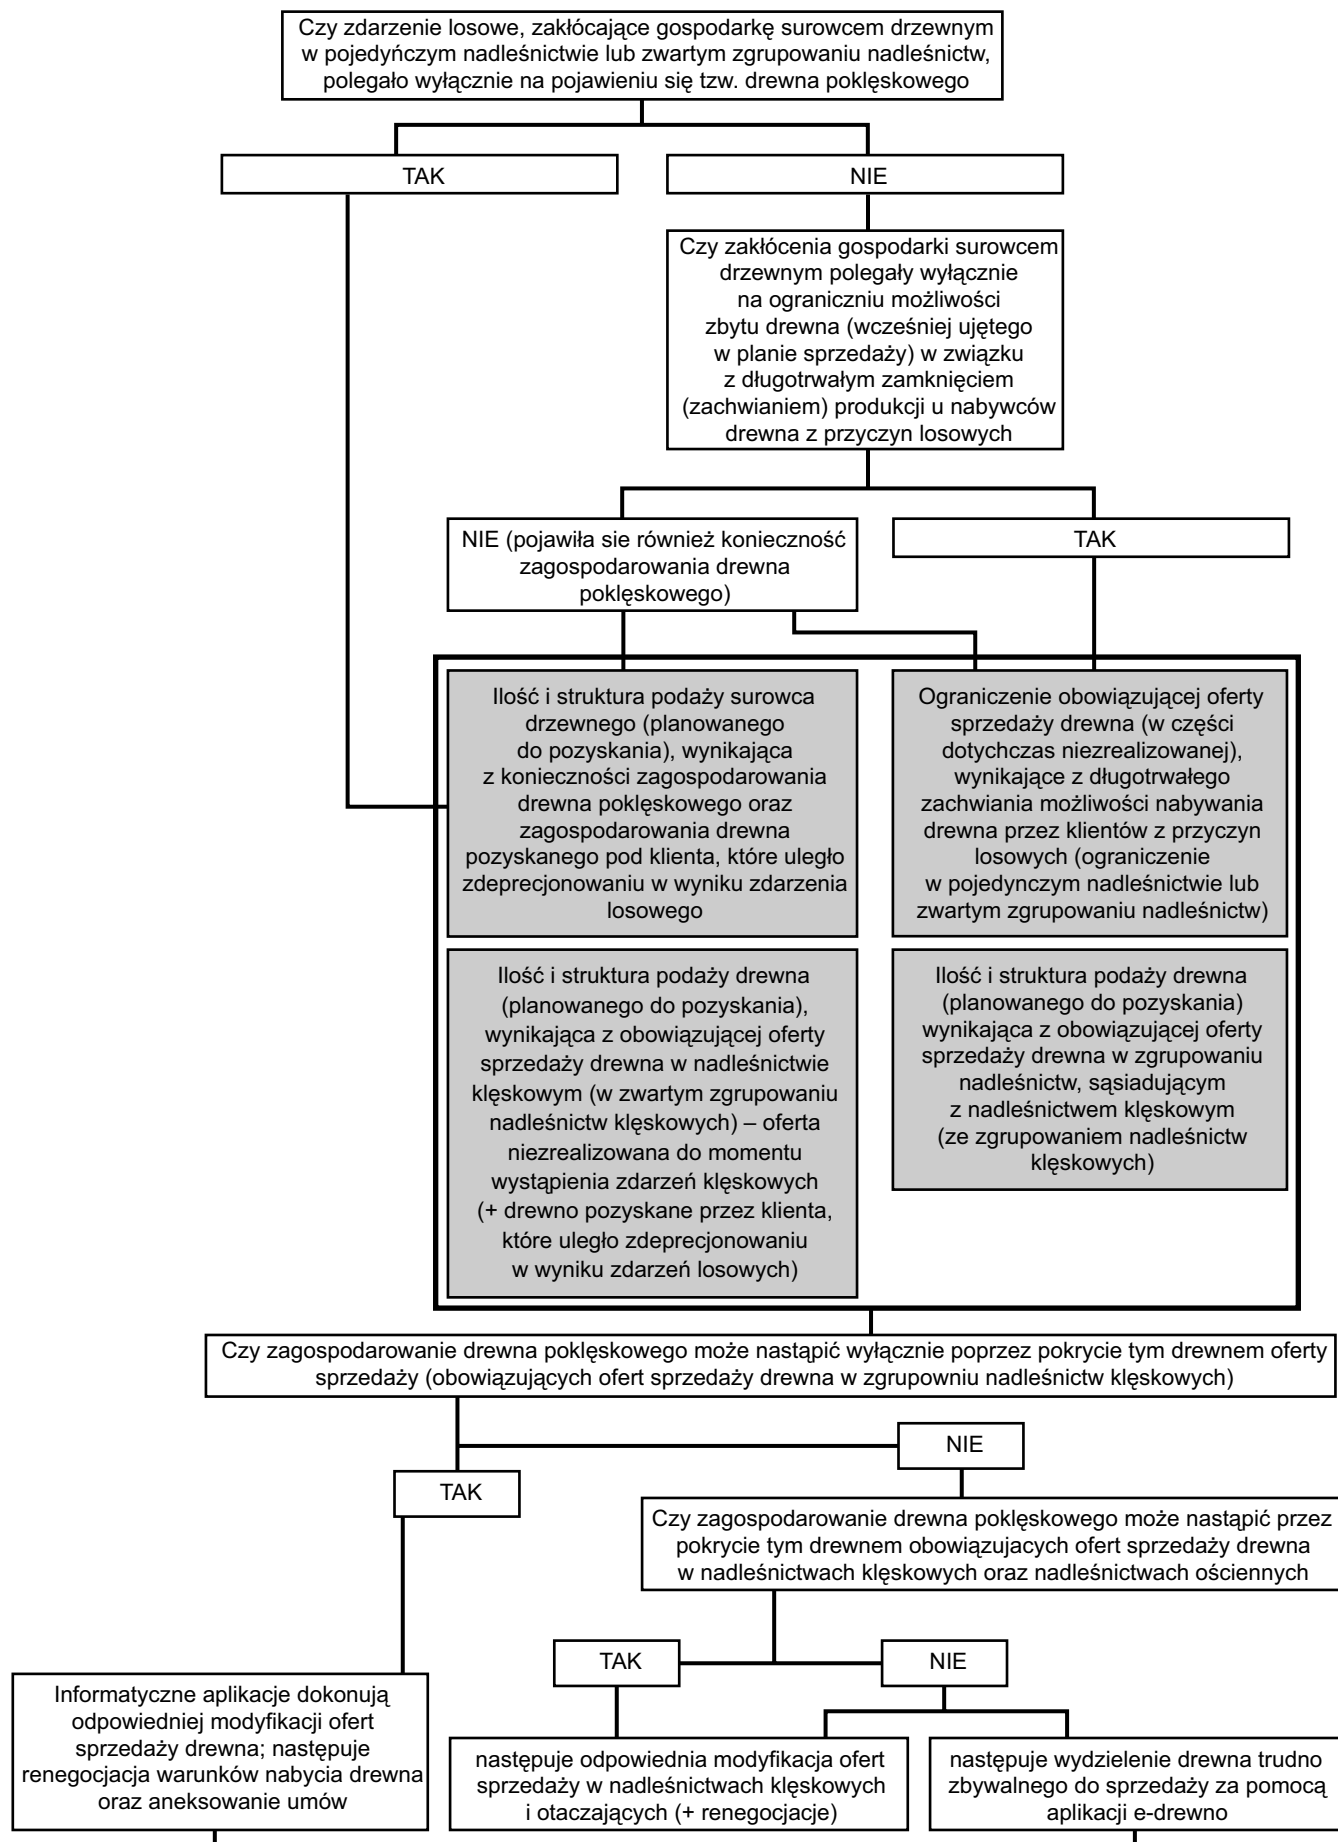 Czy zdarzenie losowe, zakłócające gospodarkę surowcem drzewnym
w pojedyńczym nadleśnictwie lub zwartym zgrupowaniu nadleśnictw,
polegało wyłącznie na pojawieniu się tzw. drewna poklęskowego
TAK
NIE
Czy zakłócenia gospodarki surowcem
drzewnym polegały wyłącznie
na ograniczniu możliwości
zbytu drewna (wcześniej ujętego
w planie sprzedaży) w związku
z długotrwałym zamknięciem
(zachwianiem) produkcji u nabywców
drewna z przyczyn losowych
NIE (pojawiła sie również konieczność
zagospodarowania drewna
poklęskowego)
TAK
Ilość i struktura podaży surowca
drzewnego (planowanego
do pozyskania), wynikająca
z konieczności zagospodarowania
drewna poklęskowego oraz
zagospodarowania drewna
pozyskanego pod klienta, które uległo
zdeprecjonowaniu w wyniku zdarzenia
losowego
Ograniczenie obowiązującej oferty
sprzedaży drewna (w części
dotychczas niezrealizowanej),
wynikające z długotrwałego
zachwiania możliwości nabywania
drewna przez klientów z przyczyn
losowych (ograniczenie
w pojedynczym nadleśnictwie lub
zwartym zgrupowaniu nadleśnictw)
Ilość i struktura podaży drewna
(planowanego do pozyskania),
wynikająca z obowiązującej oferty
sprzedaży drewna w nadleśnictwie
klęskowym (w zwartym zgrupowaniu
nadleśnictw klęskowych) – oferta
niezrealizowana do momentu
wystąpienia zdarzeń klęskowych
(+ drewno pozyskane przez klienta,
które uległo zdeprecjonowaniu
w wyniku zdarzeń losowych)
Ilość i struktura podaży drewna
(planowanego do pozyskania)
wynikająca z obowiązującej oferty
sprzedaży drewna w zgrupowaniu
nadleśnictw, sąsiadującym
z nadleśnictwem klęskowym
(ze zgrupowaniem nadleśnictw
klęskowych)
Czy zagospodarowanie drewna poklęskowego może nastąpić wyłącznie poprzez pokrycie tym drewnem oferty
sprzedaży (obowiązujących ofert sprzedaży drewna w zgrupowniu nadleśnictw klęskowych)
NIE
TAK
Czy zagospodarowanie drewna poklęskowego może nastąpić przez
pokrycie tym drewnem obowiązujacych ofert sprzedaży drewna
w nadleśnictwach klęskowych oraz nadleśnictwach ościennych
TAK
NIE
Informatyczne aplikacje dokonują
odpowiedniej modyfikacji ofert
sprzedaży drewna; następuje
renegocjacja warunków nabycia drewna
oraz aneksowanie umów
następuje odpowiednia modyfikacja ofert
sprzedaży w nadleśnictwach klęskowych
i otaczających (+ renegocjacje)
następuje wydzielenie drewna trudno
zbywalnego do sprzedaży za pomocą
aplikacji e-drewno